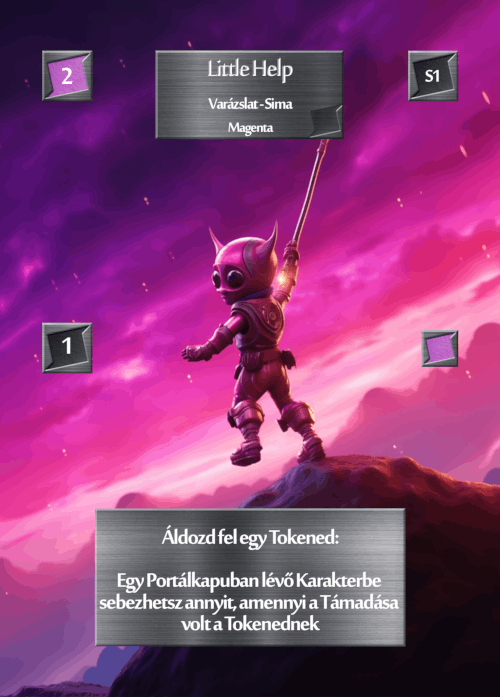 2
Little Help
S1
Varázslat - Sima
Magenta
1
Áldozd fel egy Tokened:
Egy Portálkapuban lévő Karakterbe
sebezhetsz annyit, amennyi a Támadása
volt a Tokenednek